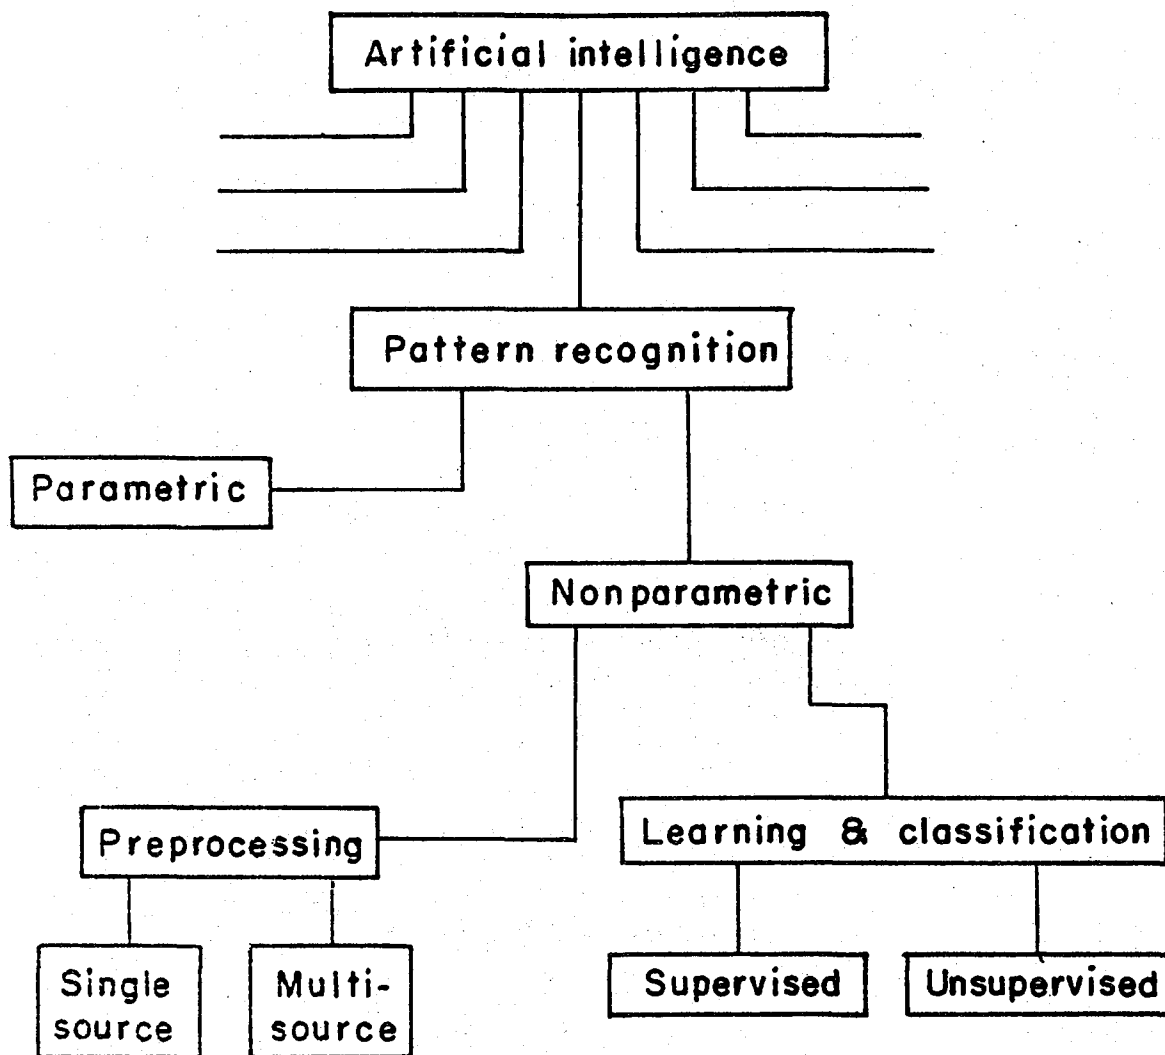 Artificial intelligence
Pattern recognition
Parametric
Nonparametric
Preprocessing
Learning & classification
Single
source
Multi-
source
Supervised
Unsupervised